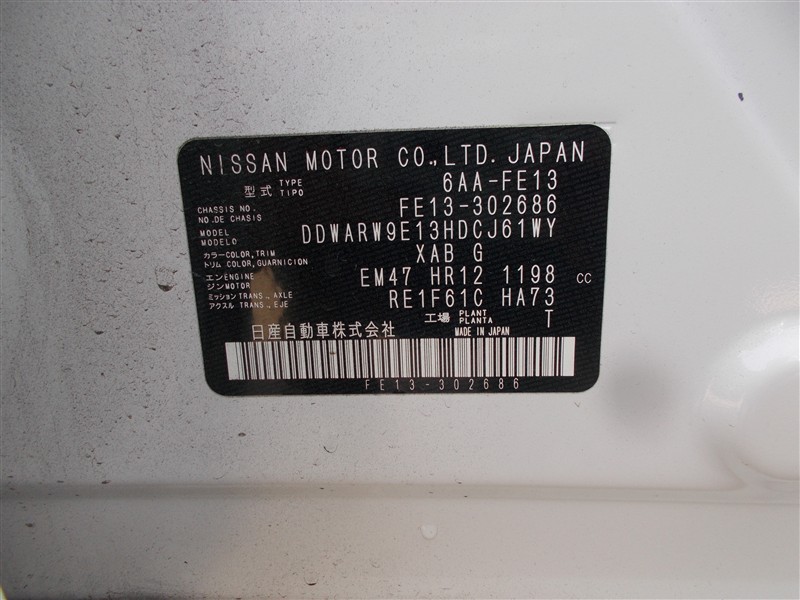 NISSAN MOTOR CO.,LTD. JAPAN
型式 TYPE TIPO 6AA-FE13
CHASSIS NO. NO.DE CHASIS FE13-302686
MODEL MODELO DDWARW9E13HDCJ61WY
カラー COLOR,TRIM トリム COLOR,GUARNICION XAB G
エンENGINE ジンMOTOR EM47 HR12 1198 CC
ミッション TRANS., AXLE アクスル TRANS., EJE RE1F61C HA73
工場 PLANT PLANTA T
日産自動車株式会社 MADE IN JAPAN
FE13-302686